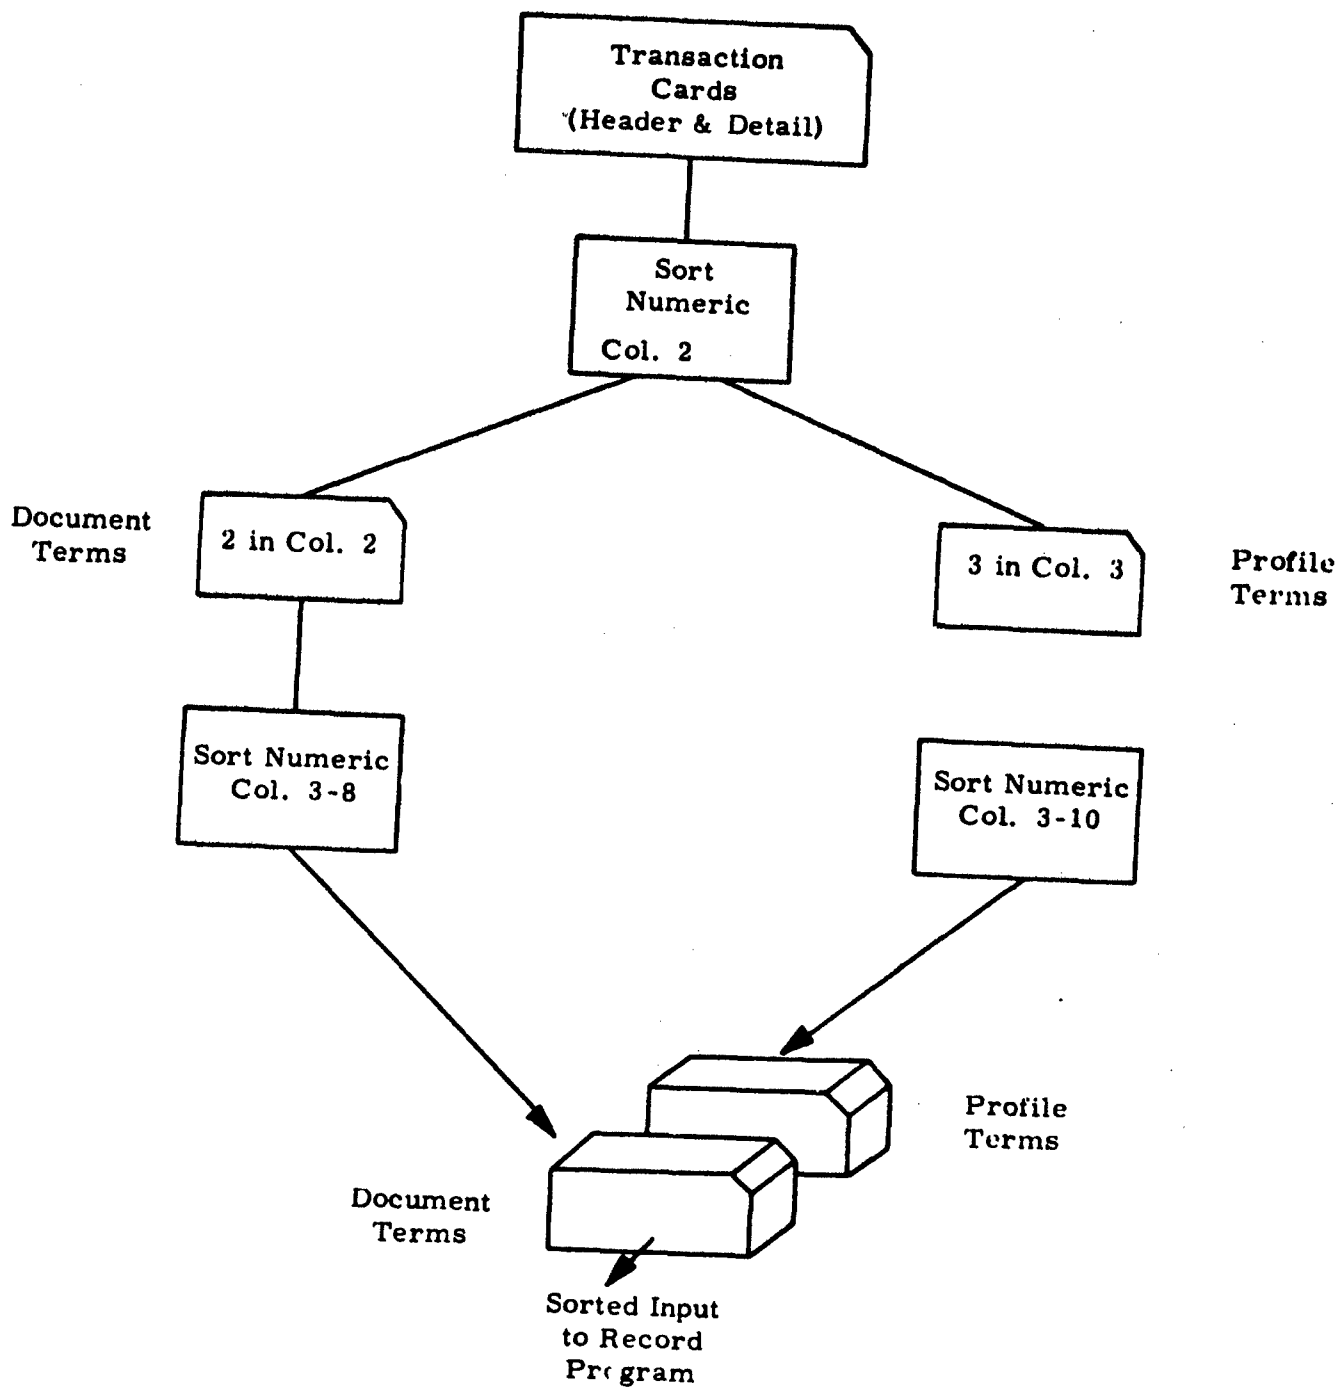 Transaction
Cards
(Header & Detail)
Sort
Numeric
Col. 2
Document
Terms
2 in Col. 2
3 in Col. 3
Profile
Terms
Sort Numeric
Col. 3-8
Sort Numeric
Col. 3-10
Profile
Terms
Document
Terms
Sorted Input
to Record
Program